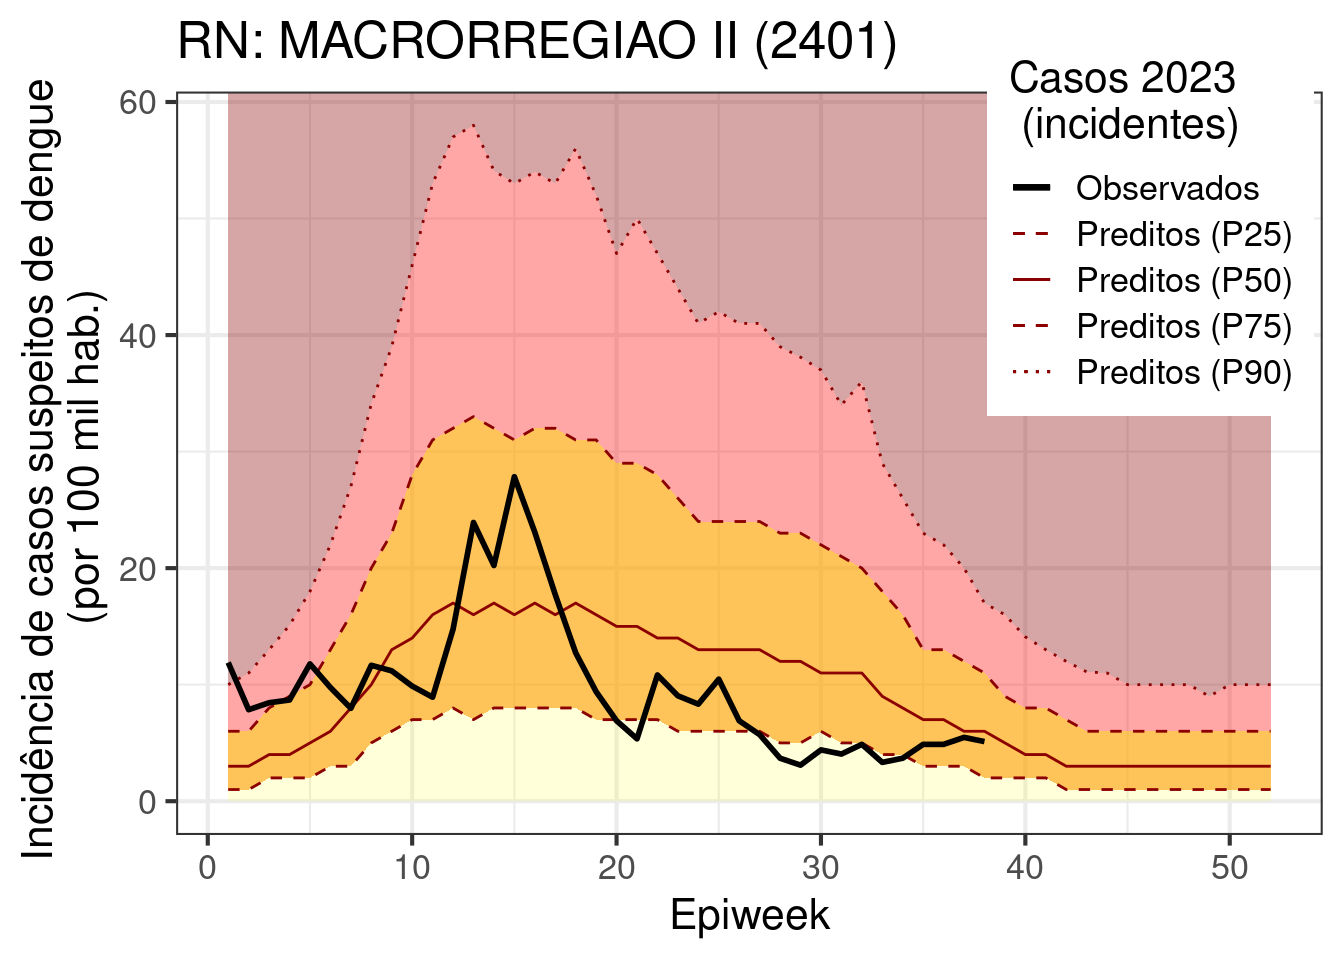 RN: MACRORREGIAO II (2401)
Casos 2023
(incidentes)
Observados
Preditos (P25)
Preditos (P50)
Preditos (P75)
Preditos (P90)
Incidência de casos suspeitos de dengue
(por 100 mil hab.)
60
40
20
0
0 10 20 30 40 50
Epiweek